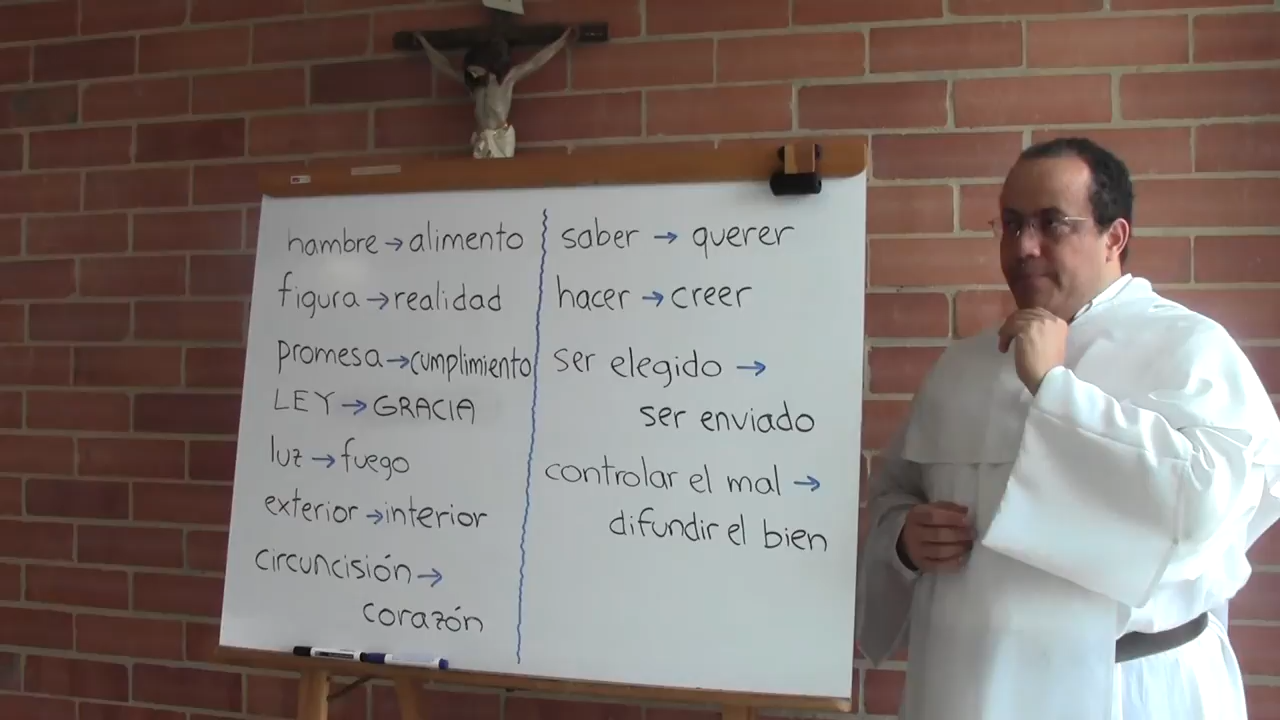 hambre → alimento
figura → realidad
promesa → cumplimiento
LEY → GRACIA
luz → fuego
exterior → interior
circuncisión →
corazón
saber → querer
hacer → creer
ser elegido →
ser enviado
controlar el mal →
difundir el bien